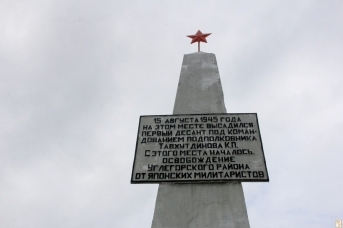 15 АВГУСТА 1945 ГОДА
НА ЭТОМ МЕСТЕ ВЫСАДИЛСЯ
ПЕРВЫЙ ДЕСАНТ ПОД КОМАН-
ДОВАНИЕМ ПОДПОЛКОВНИКА
ТАВХУТДИНОВА К.П.
С ЭТОГО МЕСТА НАЧАЛОСЬ
ОСВОБОЖДЕНИЕ
УГЛЕГОРСКОГО РАЙОНА
ОТ ЯПОНСКИХ МИЛИТАРИСТОВ